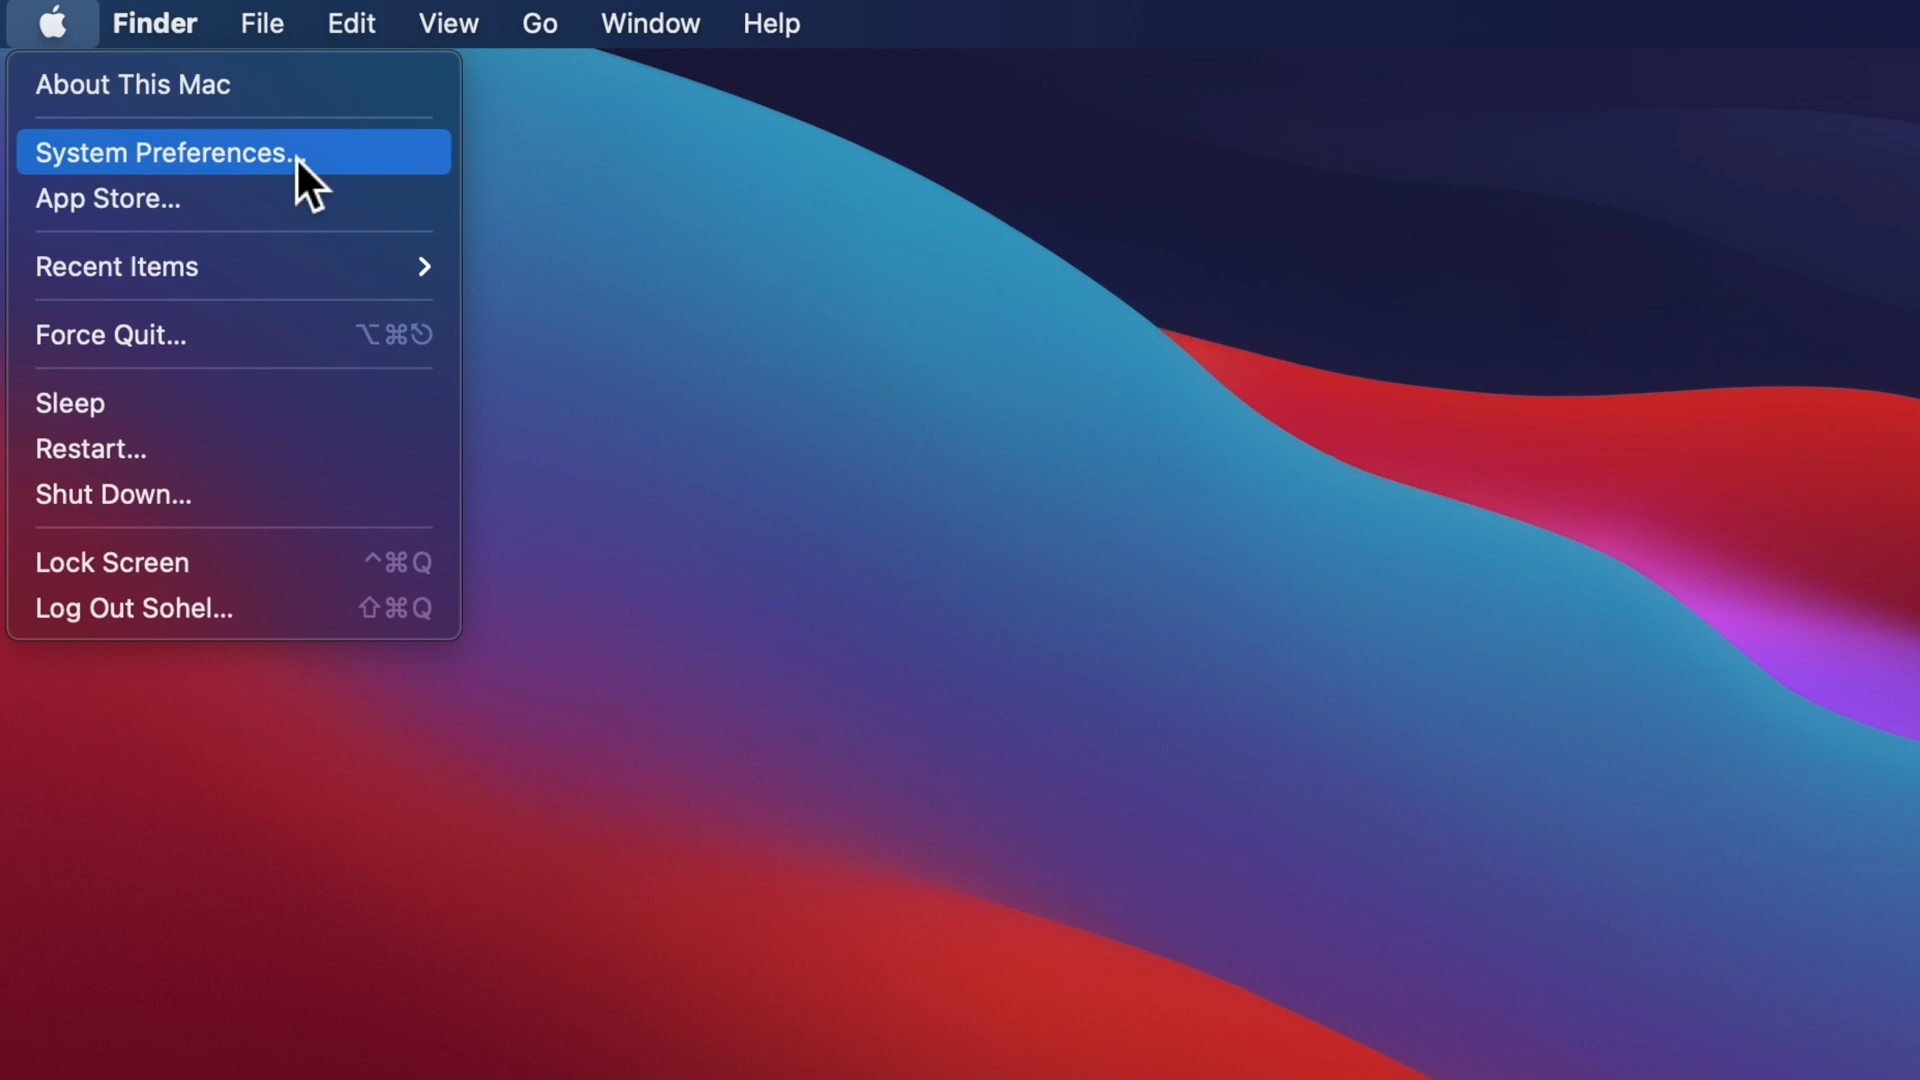 Finder File Edit View Go Window Help
About This Mac
System Preferences...
App Store...
Recent Items
Force Quit... ⌥⌘⎋
Sleep
Restart...
Shut Down...
Lock Screen ^⌘Q
Log Out Sohel... ⇧⌘Q